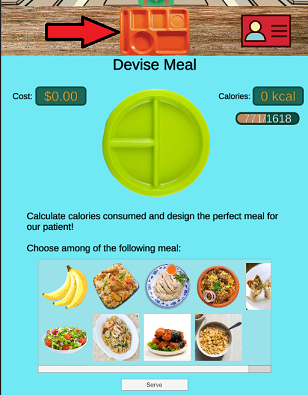 Devise Meal
Cost: $0.00
Calories: 0 kcal
771/1618
Calculate calories consumed and design the perfect meal for
our patient!
Choose among of the following meal:
Serve